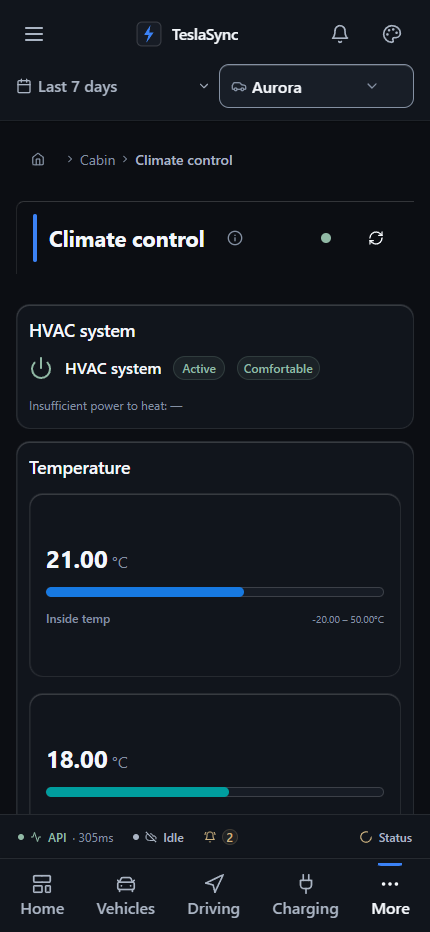 TeslaSync
Last 7 days
Aurora
Cabin
Climate control
Climate control
HVAC system
HVAC system
Active
Comfortable
Insufficient power to heat: —
Temperature
21.00 °C
Inside temp
-20.00 – 50.00°C
18.00 °C
API · 305ms
Idle
2
Status
Home
Vehicles
Driving
Charging
More